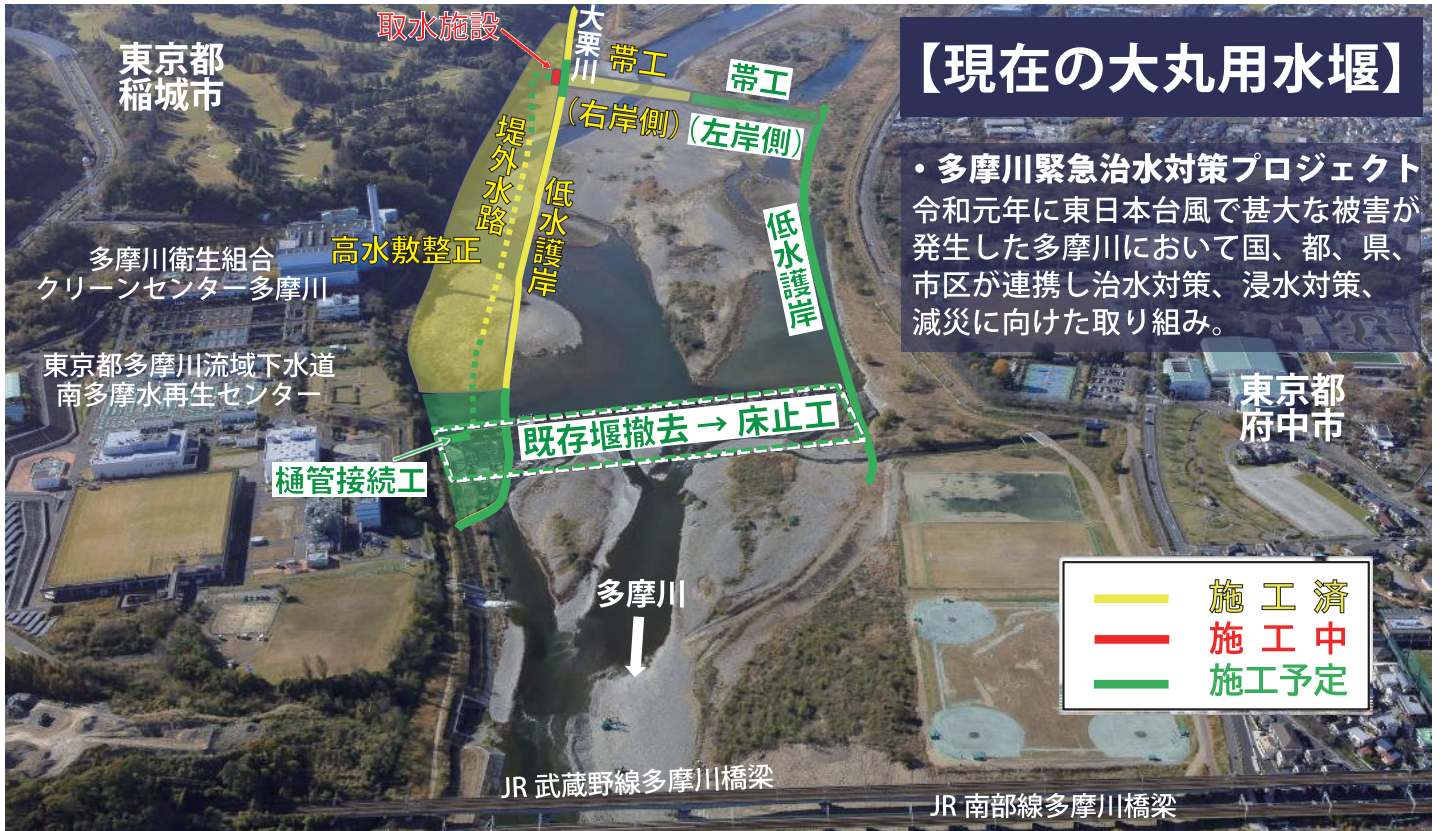 【現在の大丸用水堰】
・多摩川緊急治水対策プロジェクト
令和元年に東日本台風で甚大な被害が
発生した多摩川において国、都、県、
市区が連携し治水対策、浸水対策、
減災に向けた取り組み。
東京都
稲城市
取水施設
大栗川
帯工
(右岸側)
帯工
(左岸側)
堤外水路
低水護岸
高水敷整正
低水護岸
多摩川衛生組合
クリーンセンター多摩川
東京都多摩川流域下水道
南多摩水再生センター
東京都
府中市
既存堰撤去→床止工
樋管接続工
多摩川
施工済
施工中
施工予定
JR 武蔵野線多摩川橋梁
JR 南部線多摩川橋梁